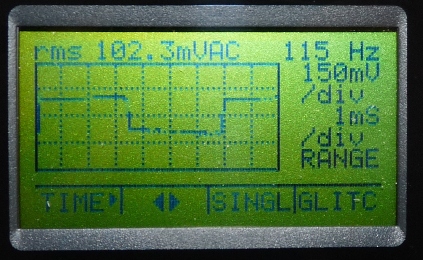 rms 102.3mVAC 115 Hz
150mV
/div
1mS
/div
RANGE
TIME SINGL GLITC